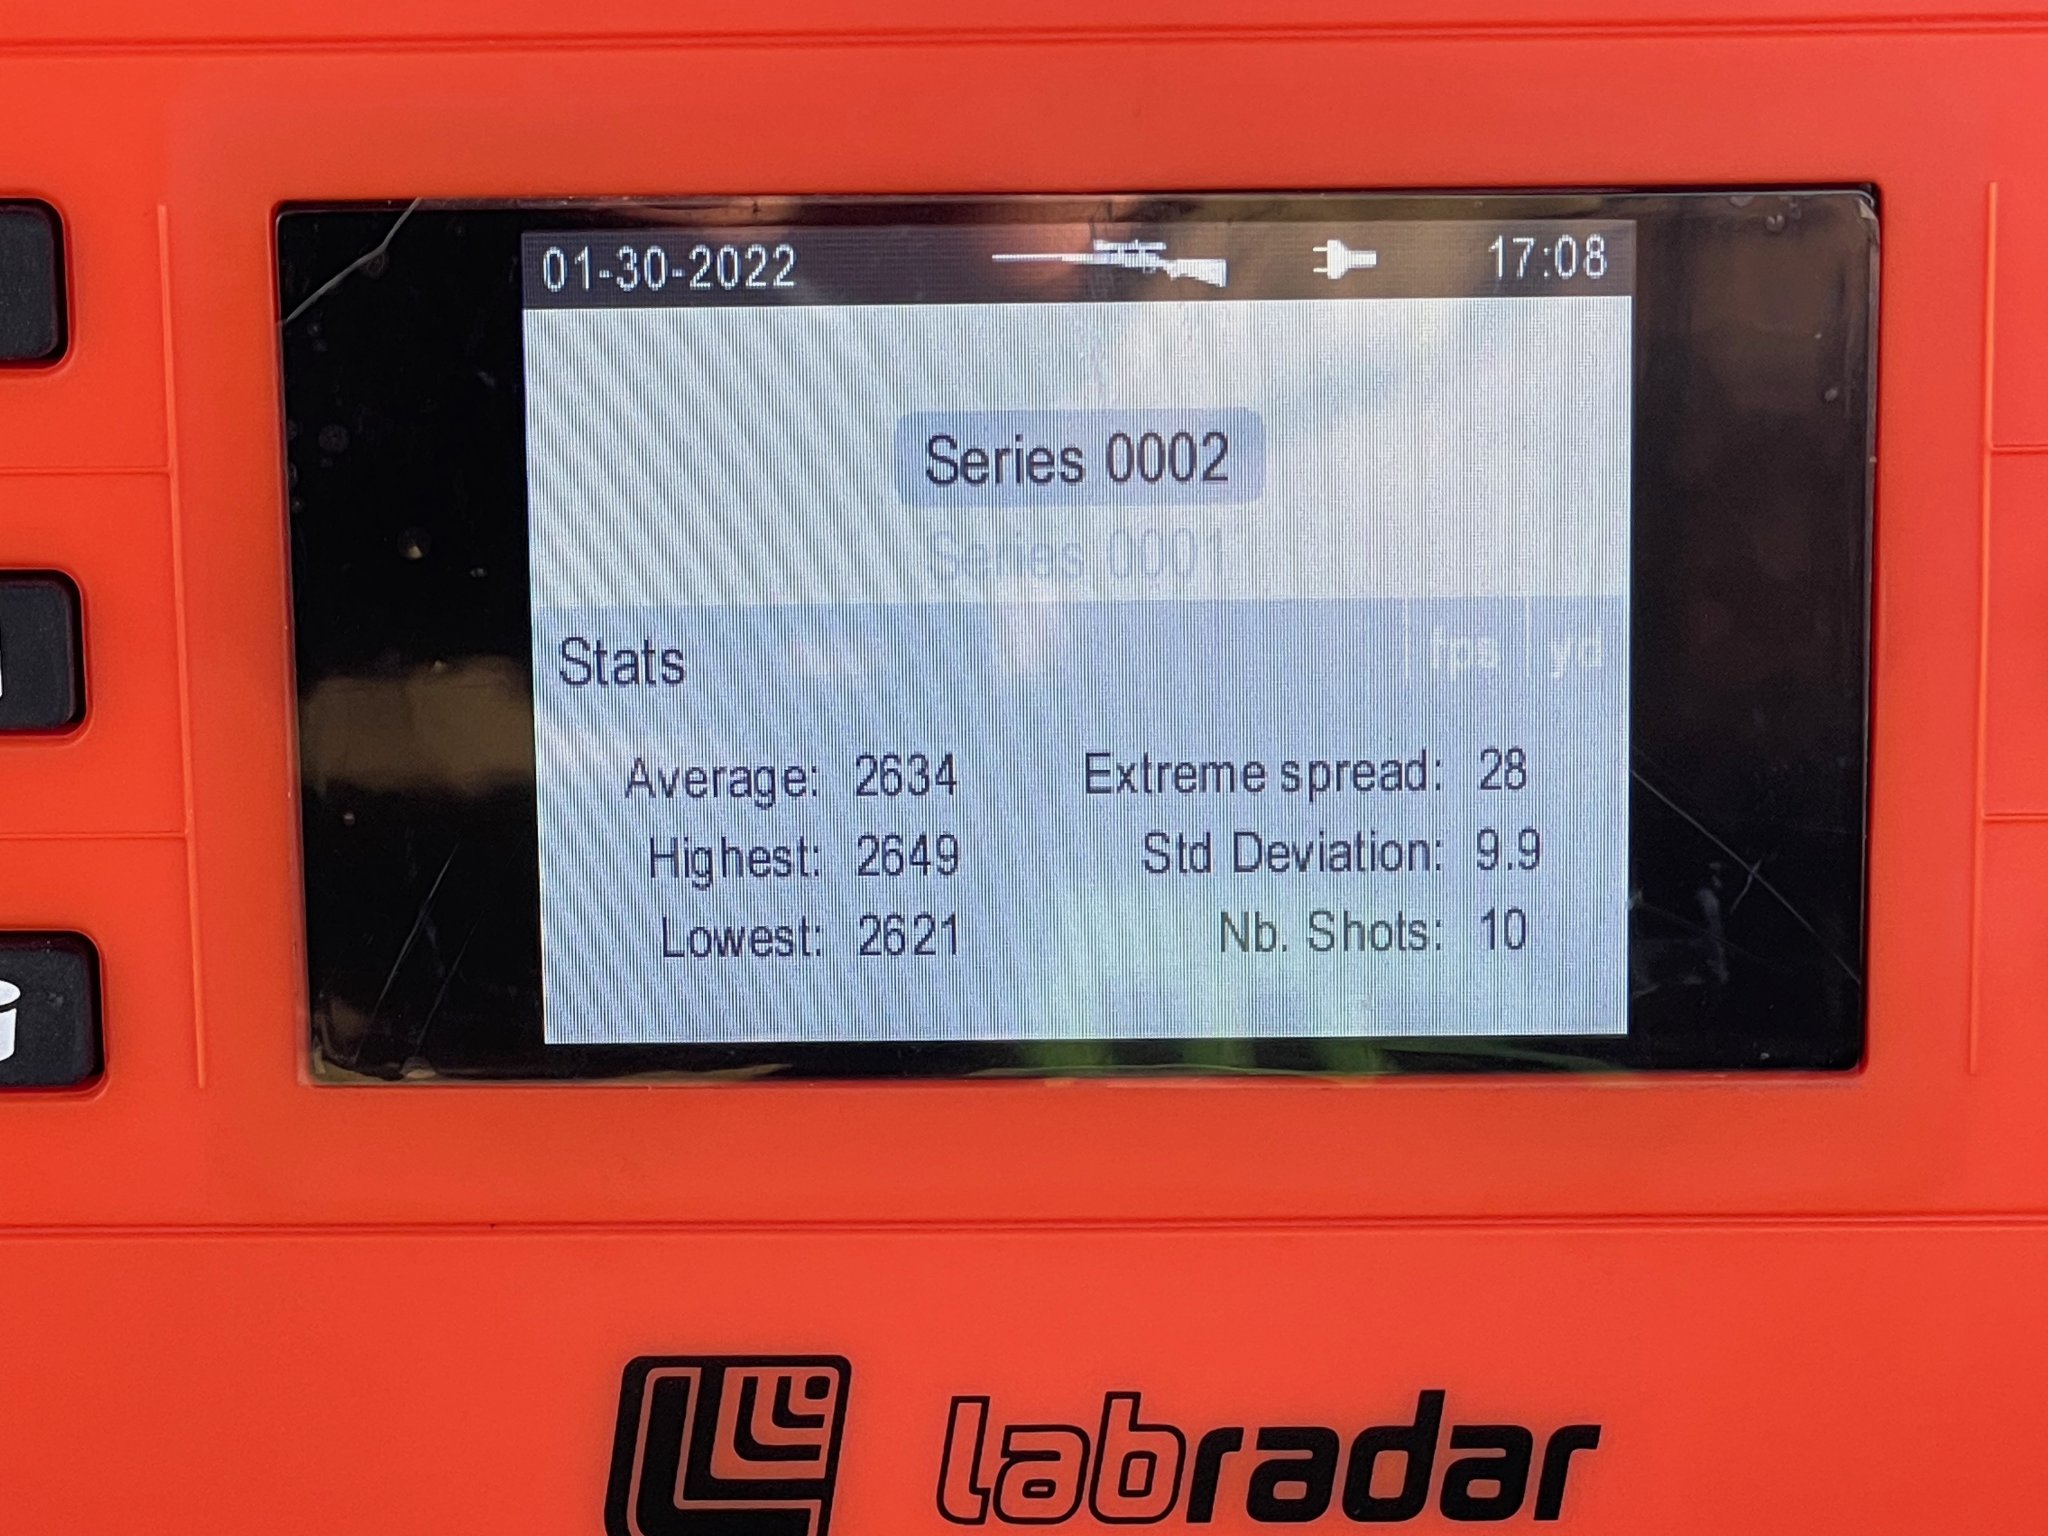 01-30-2022 17:08
Series 0002
Series 0001
Stats fps yd
Average: 2634 Extreme spread: 28
Highest: 2649 Std Deviation: 9.9
Lowest: 2621 Nb. Shots: 10
labradar